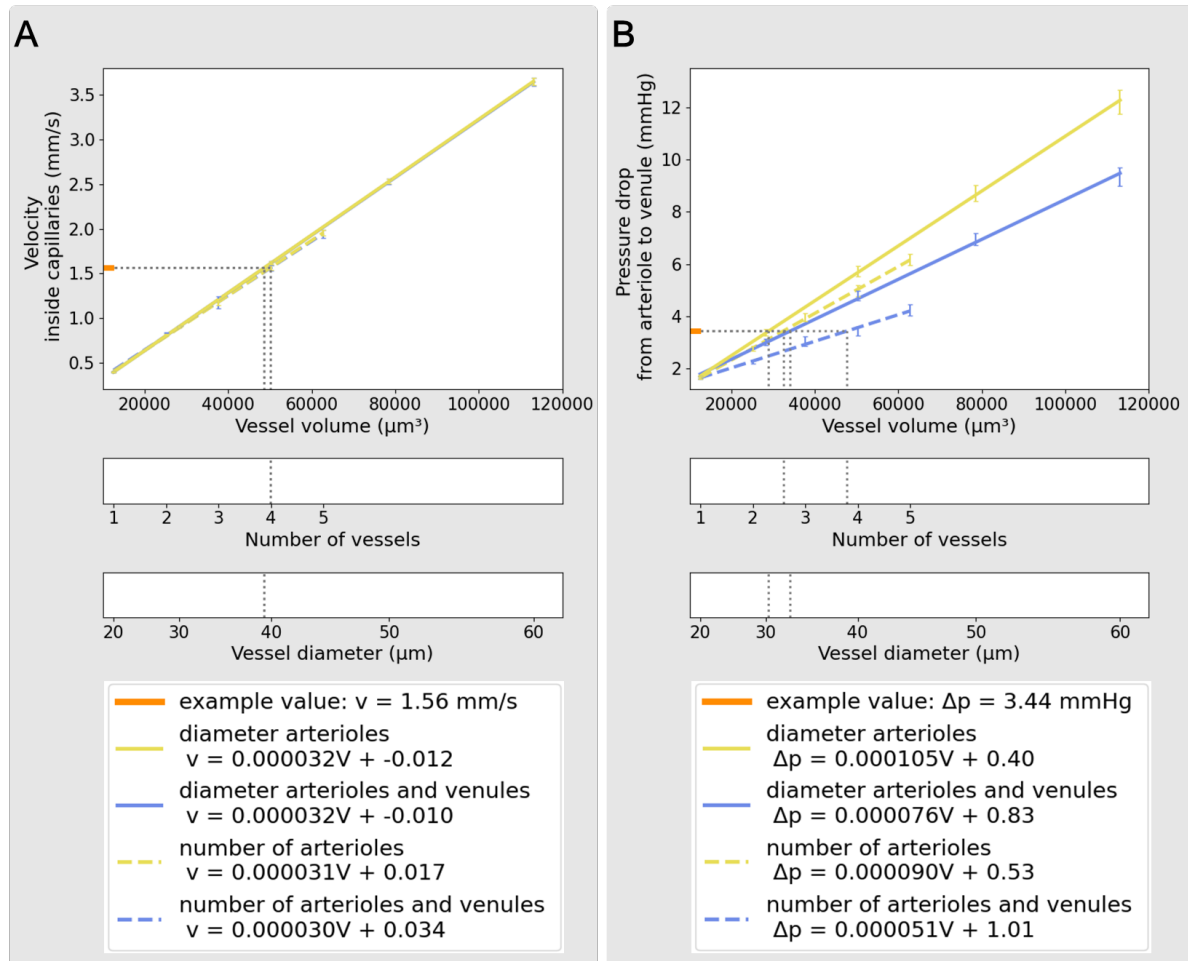 A
Velocity
inside capillaries (mm/s)
3.5
3.0
2.5
2.0
1.5
1.0
0.5
20000 40000 60000 80000 100000 120000
Vessel volume (μm³)
1 2 3 4 5
Number of vessels
20 30 40 50 60
Vessel diameter (μm)
example value: v = 1.56 mm/s
diameter arterioles
v = 0.000032V + -0.012
diameter arterioles and venules
v = 0.000032V + -0.010
number of arterioles
v = 0.000031V + 0.017
number of arterioles and venules
v = 0.000030V + 0.034
B
Pressure drop
from arteriole to venule (mmHg)
12
10
8
6
4
2
20000 40000 60000 80000 100000 120000
Vessel volume (μm³)
1 2 3 4 5
Number of vessels
20 30 40 50 60
Vessel diameter (μm)
example value: Δp = 3.44 mmHg
diameter arterioles
Δp = 0.000105V + 0.40
diameter arterioles and venules
Δp = 0.000076V + 0.83
number of arterioles
Δp = 0.000090V + 0.53
number of arterioles and venules
Δp = 0.000051V + 1.01